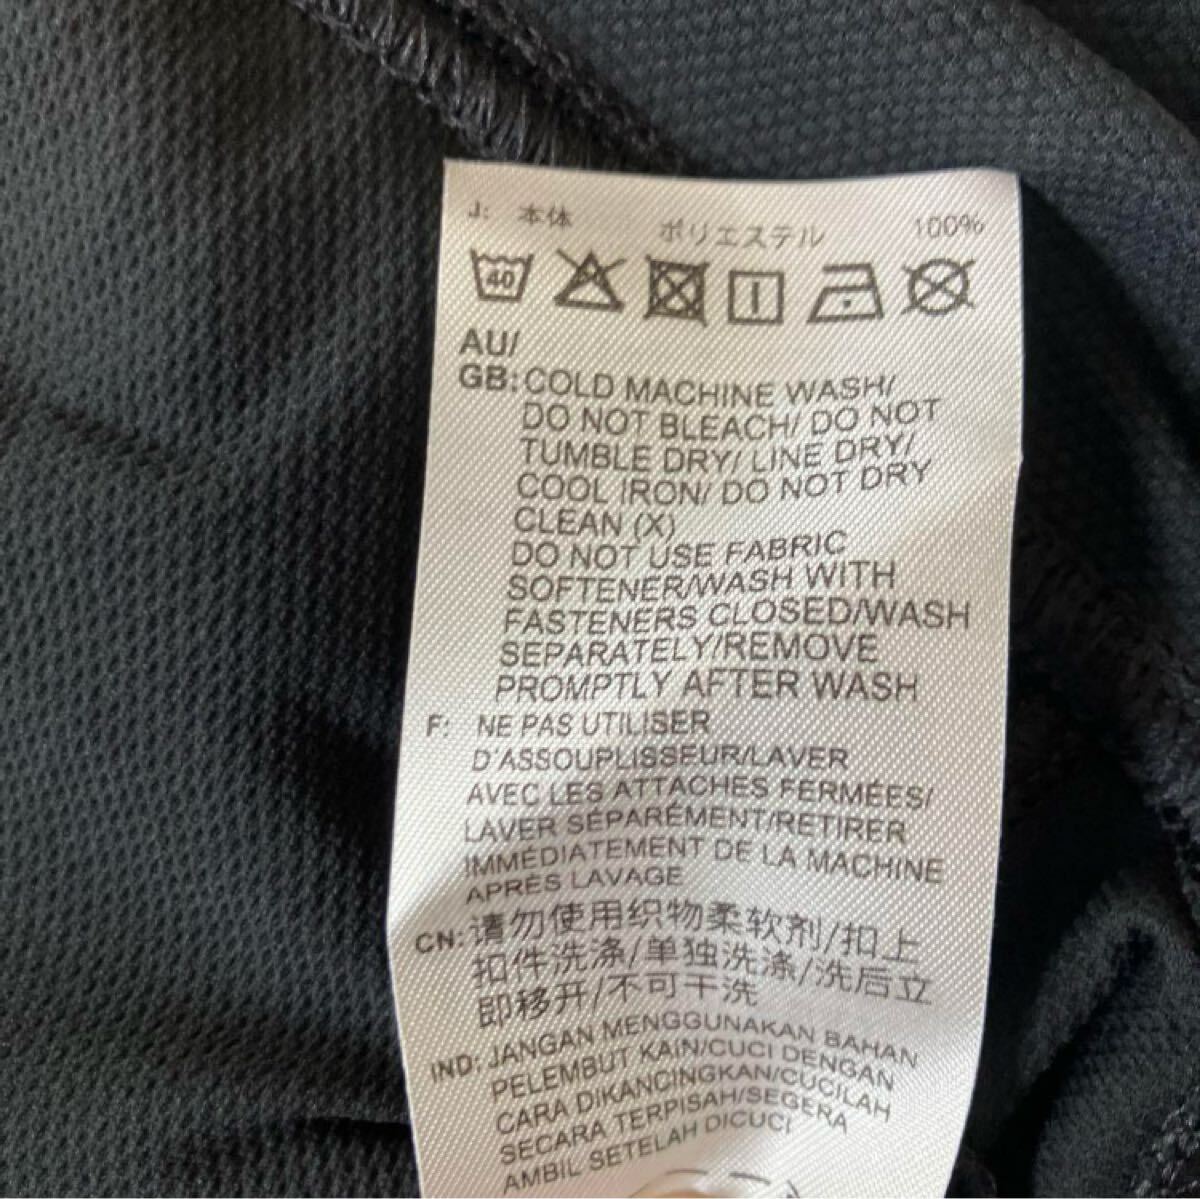 J: 本体 ポリエステル 100%
40
AU/
GB: COLD MACHINE WASH/
DO NOT BLEACH/ DO NOT
TUMBLE DRY/ LINE DRY/
COOL IRON/ DO NOT DRY
CLEAN (X)
DO NOT USE FABRIC
SOFTENER/WASH WITH
FASTENERS CLOSED/WASH
SEPARATELY/REMOVE
PROMPTLY AFTER WASH
F: NE PAS UTILISER
D'ASSOUPLISSEUR/LAVER
AVEC LES ATTACHES FERMÉES/
LAVER SÉPARÉMENT/RETIRER
IMMÉDIATEMENT DE LA MACHINE
APRÈS LAVAGE
CN: 请勿使用织物柔软剂/扣上
扣件洗涤/单独洗涤/洗后立
即移开/不可干洗
IND: JANGAN MENGGUNAKAN BAHAN
PELEMBUT KAIN/CUCI DENGAN
CARA DIKANCINGKAN/CUCILAH
SECARA TERPISAH/SEGERA
AMBIL SETELAH DICUCI